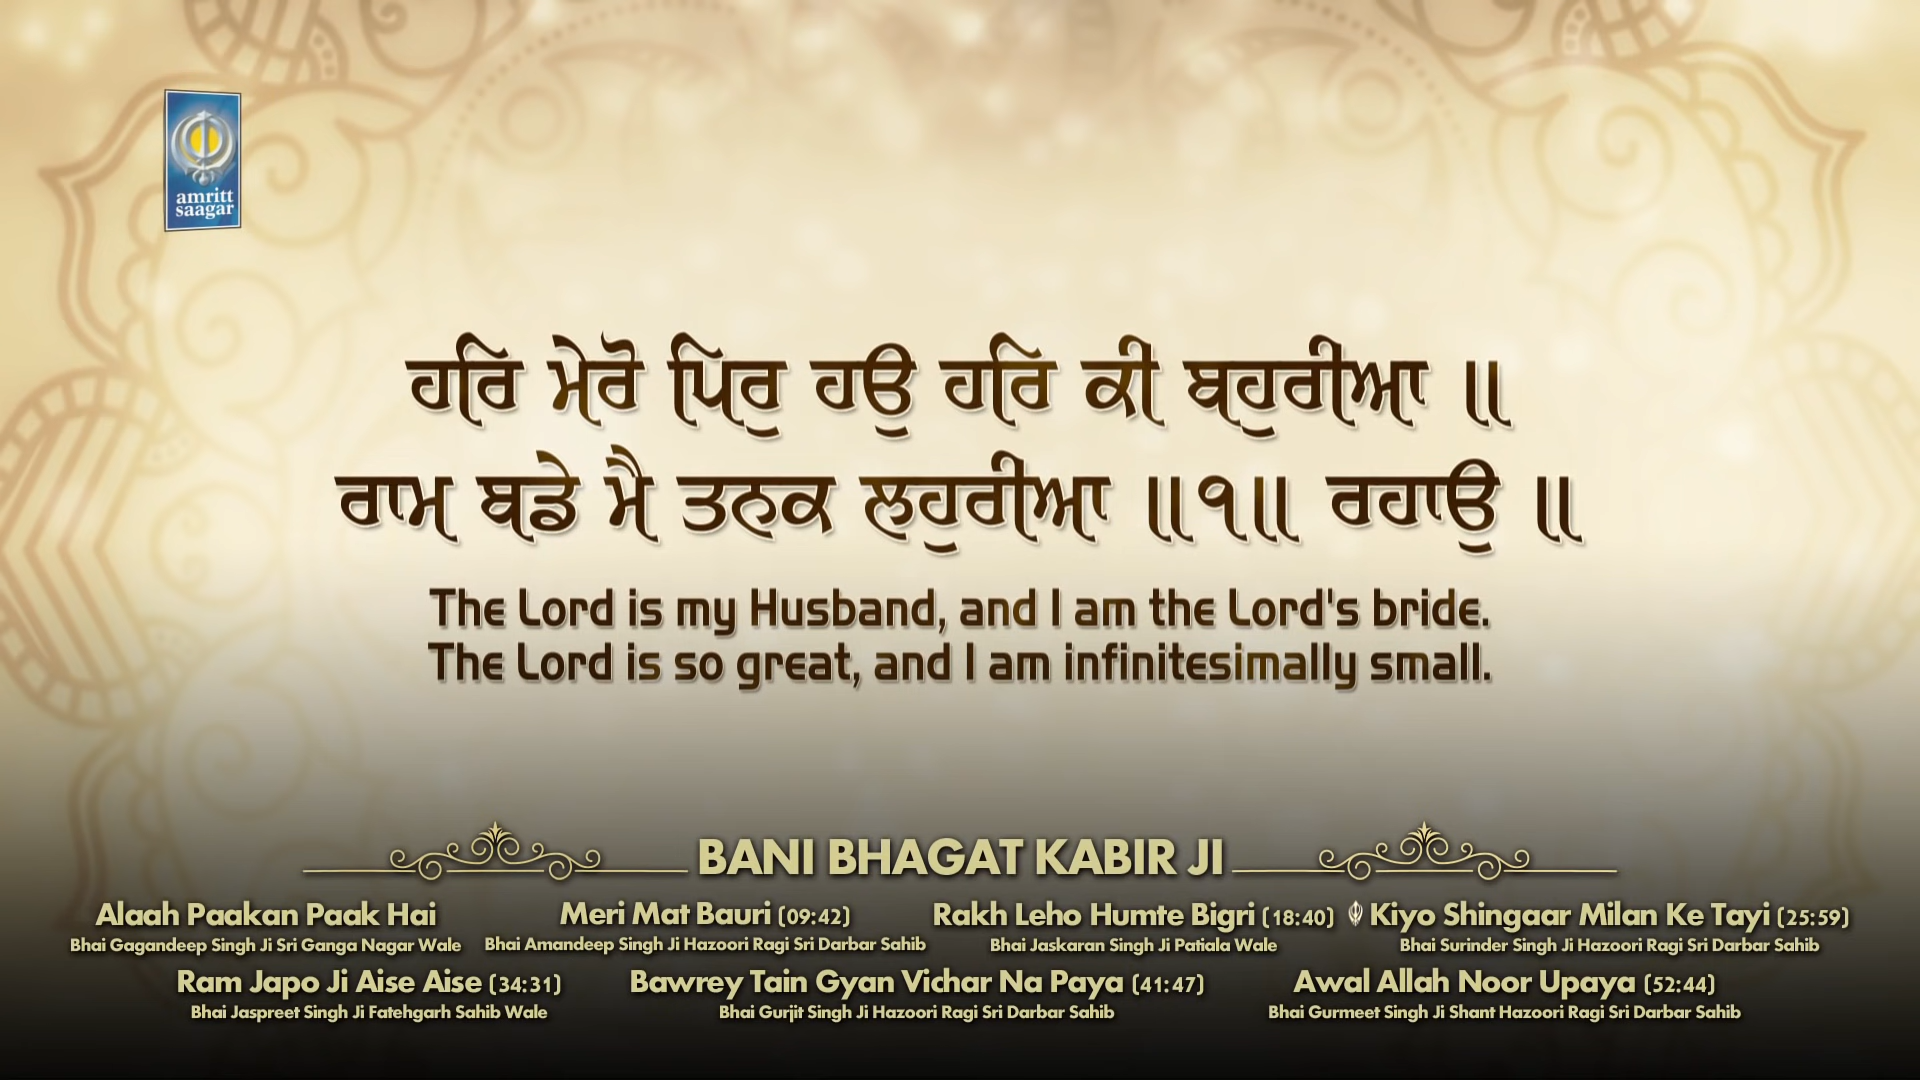 amritt
saagar
ਹਰਿ ਮੇਰੋ ਪਿਰੁ ਹਉ ਹਰਿ ਕੀ ਬਹੁਰੀਆ ॥
ਰਾਮ ਬਡੇ ਮੈ ਤਨਕ ਲਹੁਰੀਆ ॥੧॥ ਰਹਾਉ ॥
The Lord is my Husband, and I am the Lord's bride.
The Lord is so great, and I am infinitesimally small.
BANI BHAGAT KABIR JI
Alaah Paakan Paak Hai Meri Mat Bauri (09:42) Rakh Leho Humte Bigri (18:40) Kiyo Shingaar Milan Ke Tayi (25:59)
Bhai Gagandeep Singh Ji Sri Ganga Nagar Wale Bhai Amandeep Singh Ji Hazoori Ragi Sri Darbar Sahib Bhai Jaskaran Singh Ji Patiala Wale Bhai Surinder Singh Ji Hazoori Ragi Sri Darbar Sahib
Ram Japo Ji Aise Aise (34:31) Bawrey Tain Gyan Vichar Na Paya (41:47) Awal Allah Noor Upaya (52:44)
Bhai Jaspreet Singh Ji Fatehgarh Sahib Wale Bhai Gurjit Singh Ji Hazoori Ragi Sri Darbar Sahib Bhai Gurmeet Singh Ji Shant Hazoori Ragi Sri Darbar Sahib